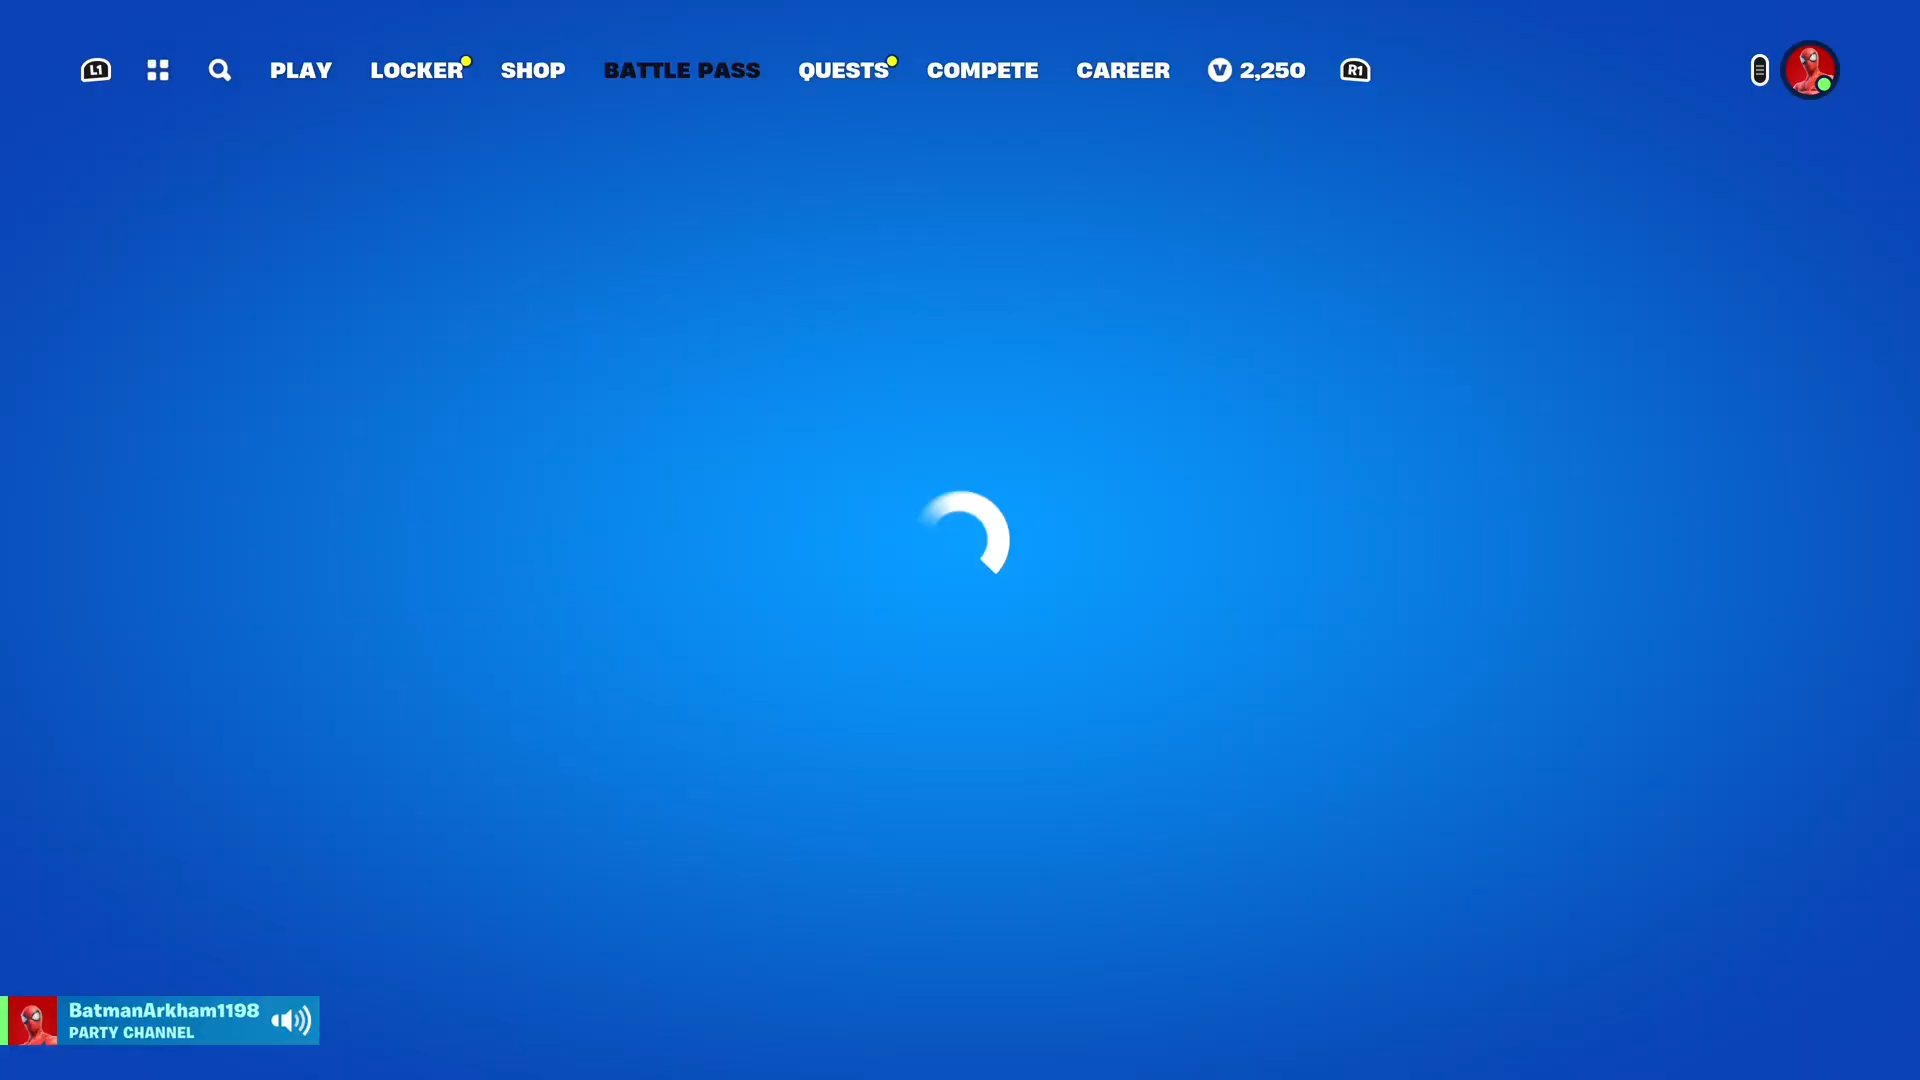 L1 PLAY LOCKER SHOP BATTLE PASS QUESTS COMPETE CAREER V 2,250 R1
BatmanArkham1198
PARTY CHANNEL